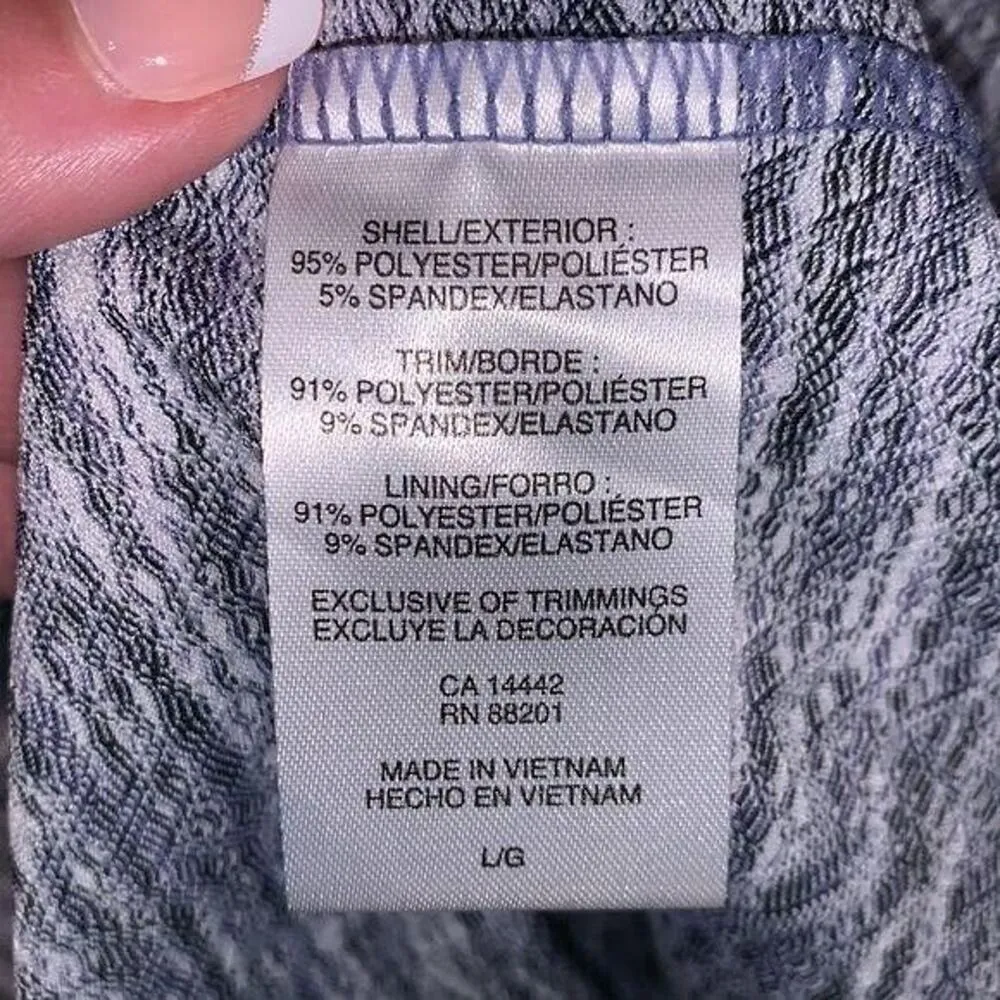 SHELL/EXTERIOR :
95% POLYESTER/POLIÉSTER
5% SPANDEX/ELASTANO
TRIM/BORDE :
91% POLYESTER/POLIÉSTER
9% SPANDEX/ELASTANO
LINING/FORRO :
91% POLYESTER/POLIÉSTER
9% SPANDEX/ELASTANO
EXCLUSIVE OF TRIMMINGS
EXCLUYE LA DECORACIÓN
CA 14442
RN 88201
MADE IN VIETNAM
HECHO EN VIETNAM
L/G